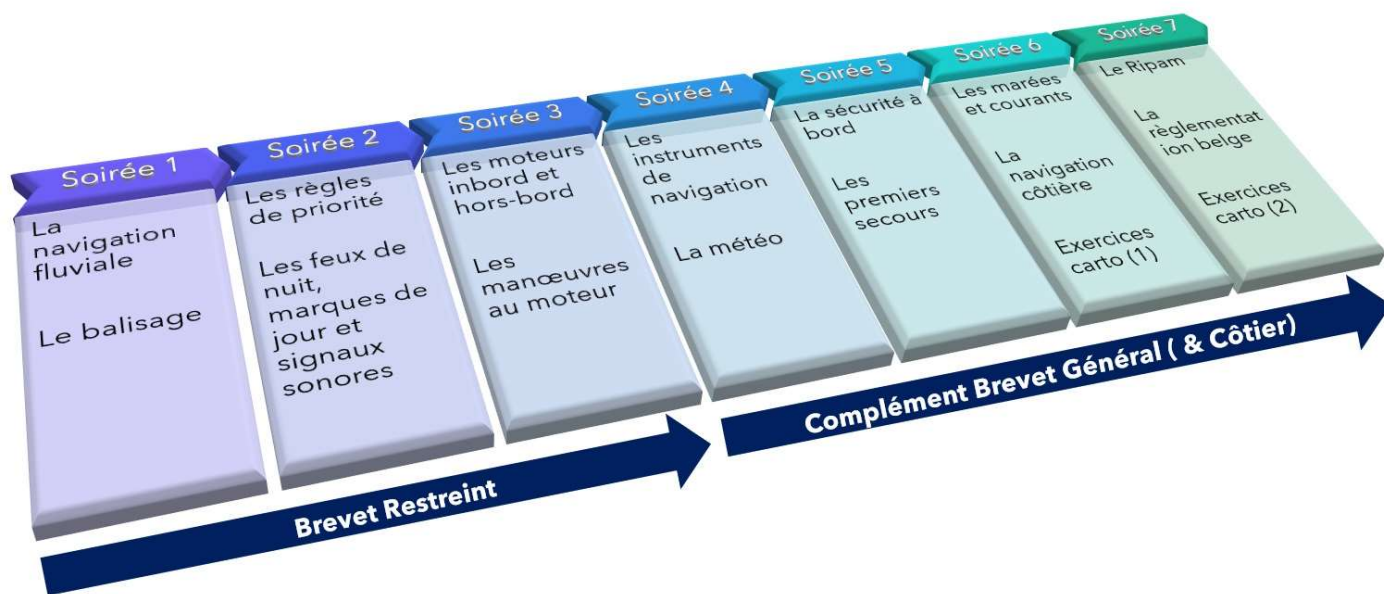 Soirée 1
La
navigation
fluviale
Le balisage
Soirée 2
Les règles
de priorité
Les feux de
nuit,
marques de
jour et
signaux
sonores
Soirée 3
Les moteurs
inbord et
hors-bord
Les
manœuvres
au moteur
Soirée 4
Les
instruments
de
navigation
La météo
Soirée 5
La sécurité à
bord
Les
premiers
secours
Soirée 6
Les marées
et courants
La
navigation
côtière
Exercices
carto (1)
Soirée 7
Le Ripam
La
règlementat
ion belge
Exercices
carto (2)
Brevet Restreint
Complément Brevet Général ( & Côtier)